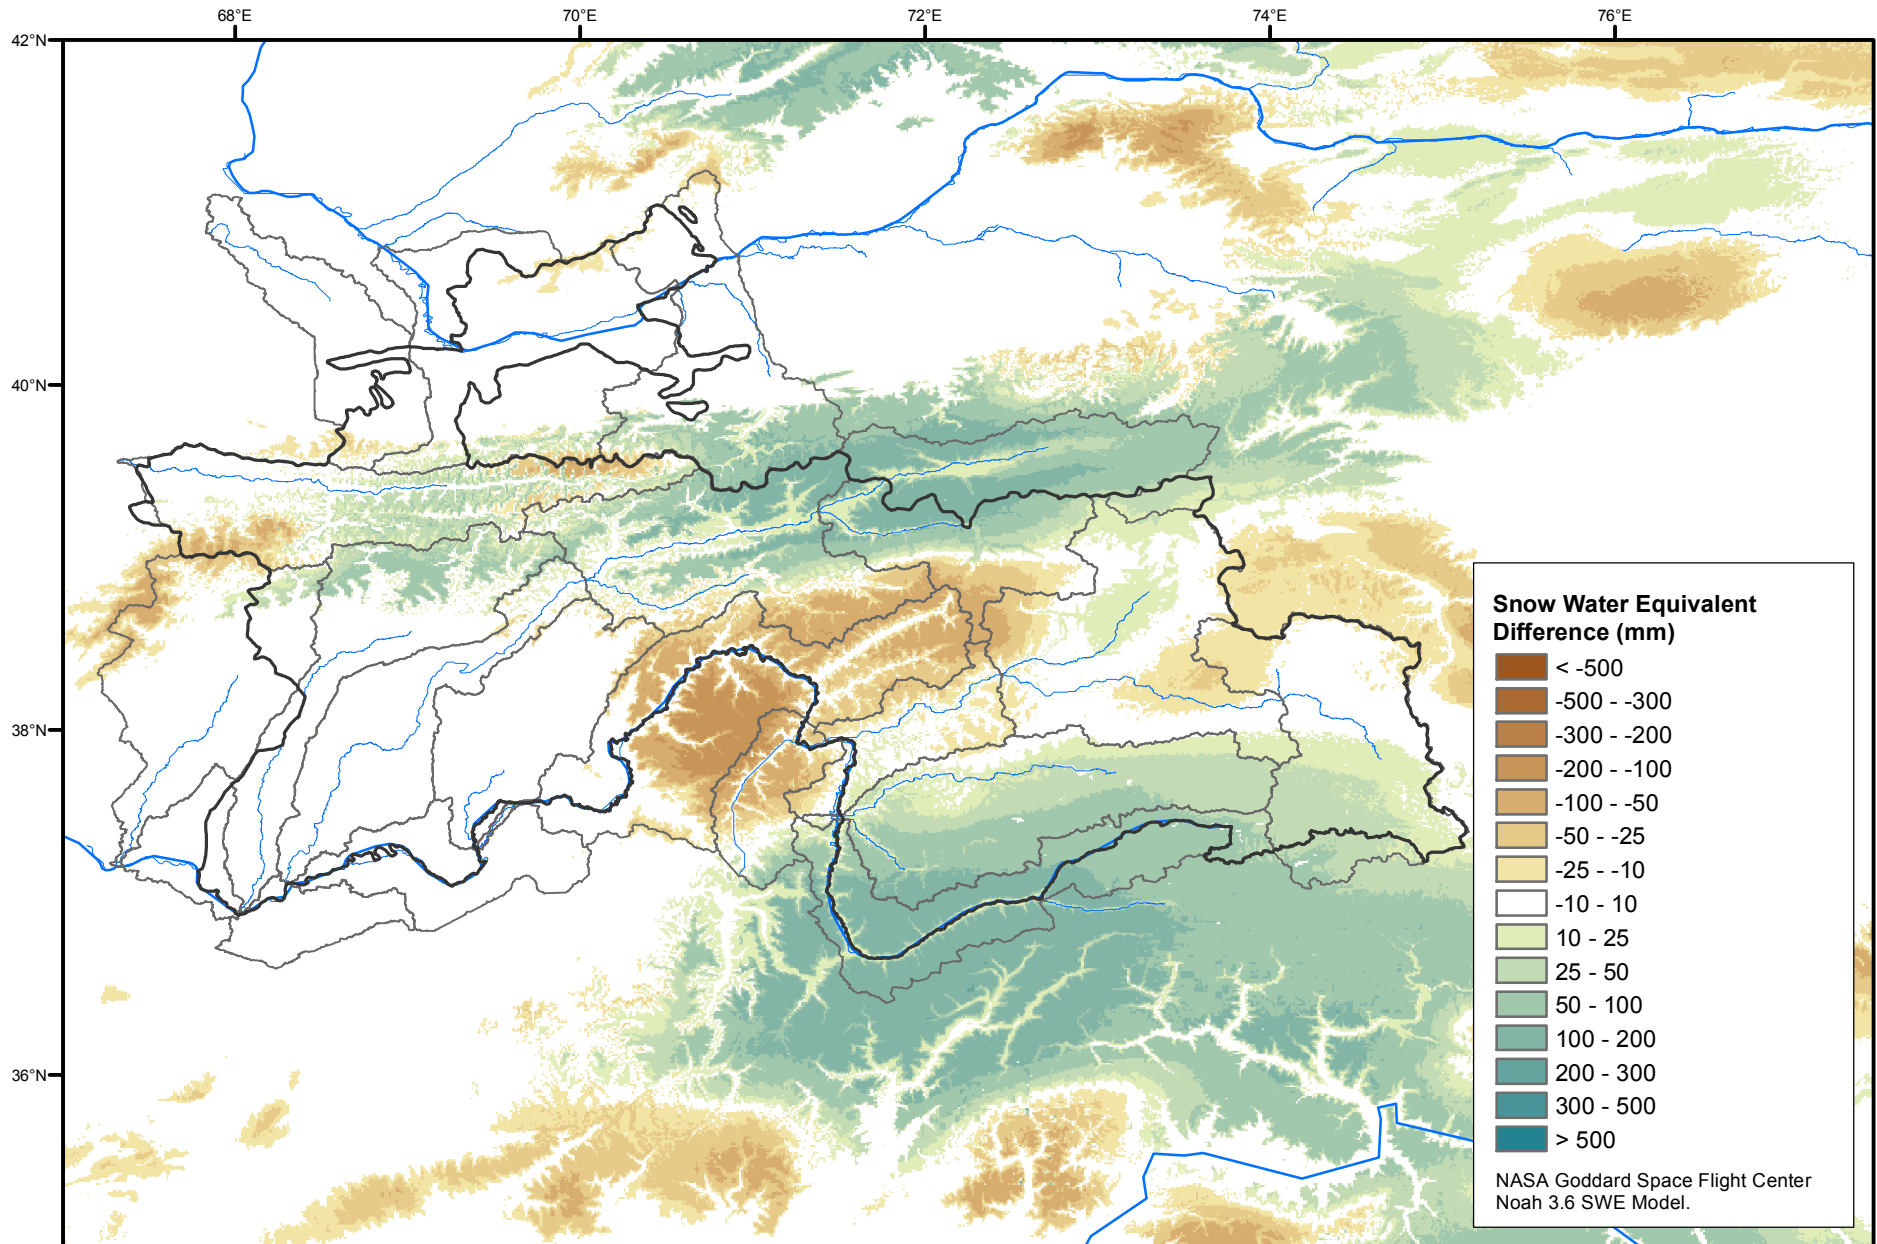 68°E 70°E 72°E 74°E 76°E
42°N
40°N
38°N
36°N
Snow Water Equivalent
Difference (mm)
< -500
-500 - -300
-300 - -200
-200 - -100
-100 - -50
-50 - -25
-25 - -10
-10 - 10
10 - 25
25 - 50
50 - 100
100 - 200
200 - 300
300 - 500
> 500
NASA Goddard Space Flight Center
Noah 3.6 SWE Model.